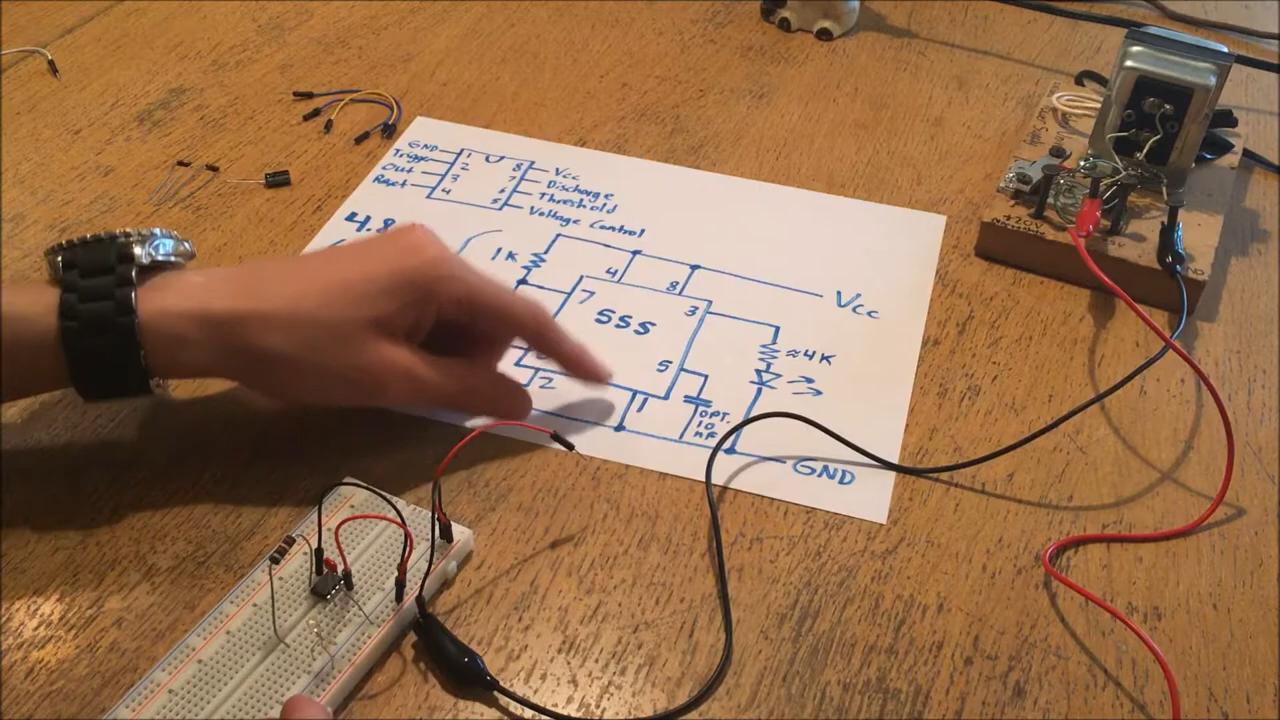 GND 1 8 Vcc
Trigger 2 7 Discharge
Out 3 6 Threshold
Reset 4 5 Voltage Control
4.8
1K
4
8
Vcc
7
3
555
≈4K
5
2
1
OPT.
10
nF
GND
+20V